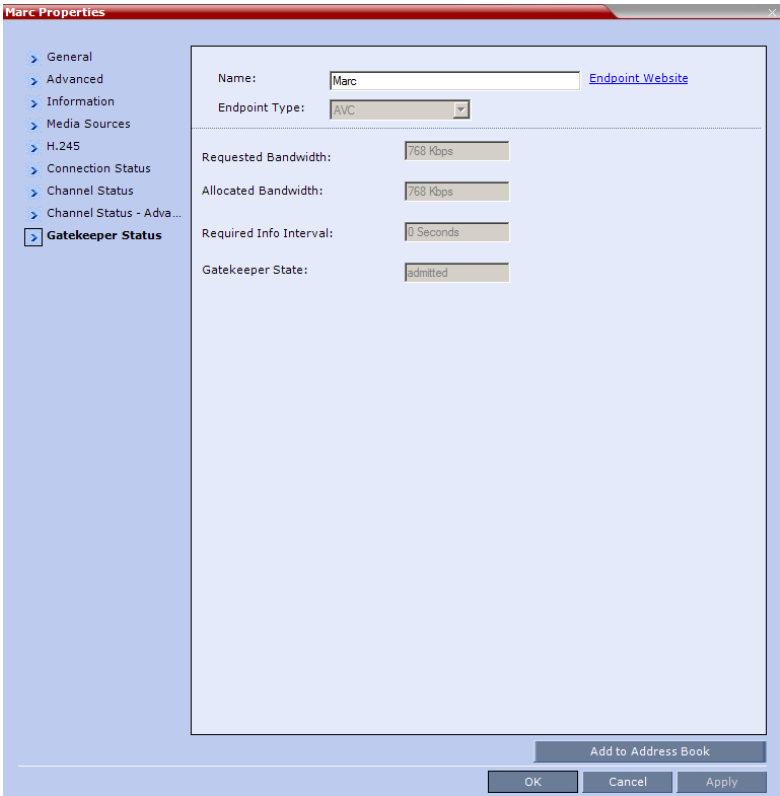 Marc Properties
General
Advanced
Information
Media Sources
H.245
Connection Status
Channel Status
Channel Status - Adva...
Gatekeeper Status
Name: Marc Endpoint Website
Endpoint Type: AVC
Requested Bandwidth: 768 Kbps
Allocated Bandwidth: 768 Kbps
Required Info Interval: 0 Seconds
Gatekeeper State: admitted
Add to Address Book
OK Cancel Apply